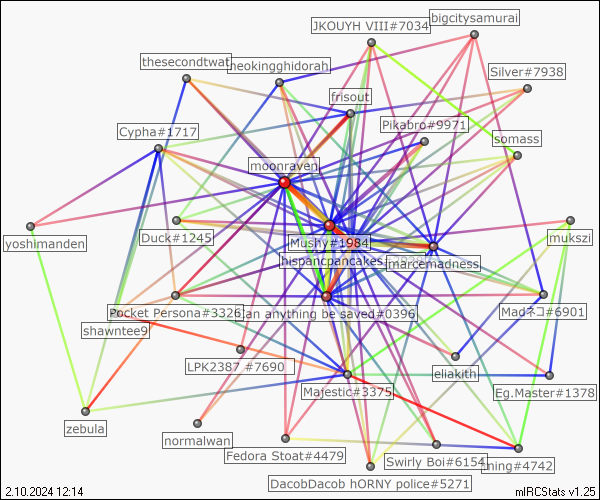 bigcitysamurai
JKOUYH VIII#7034
thesecondtwat
neokingghidorah
Silver#7938
frisout
Cypha#1717
Pikabro#9971
somass
moonraven
yoshimanden
Duck#1245
Mushy#1984
mukszi
hispancpancakes
marcemadness
Pocket Persona#3326
an anything be saved#0396
Madネコ#6901
shawntee9
LPK2387 #7690
eliakith
Majestic#3375
Eg.Master#1378
zebula
normalwan
Fedora Stoat#4479
Swirly Boi#6154
ming#4742
DacobDacob hORNY police#5271
2.10.2024 12:14
mIRCStats v1.25